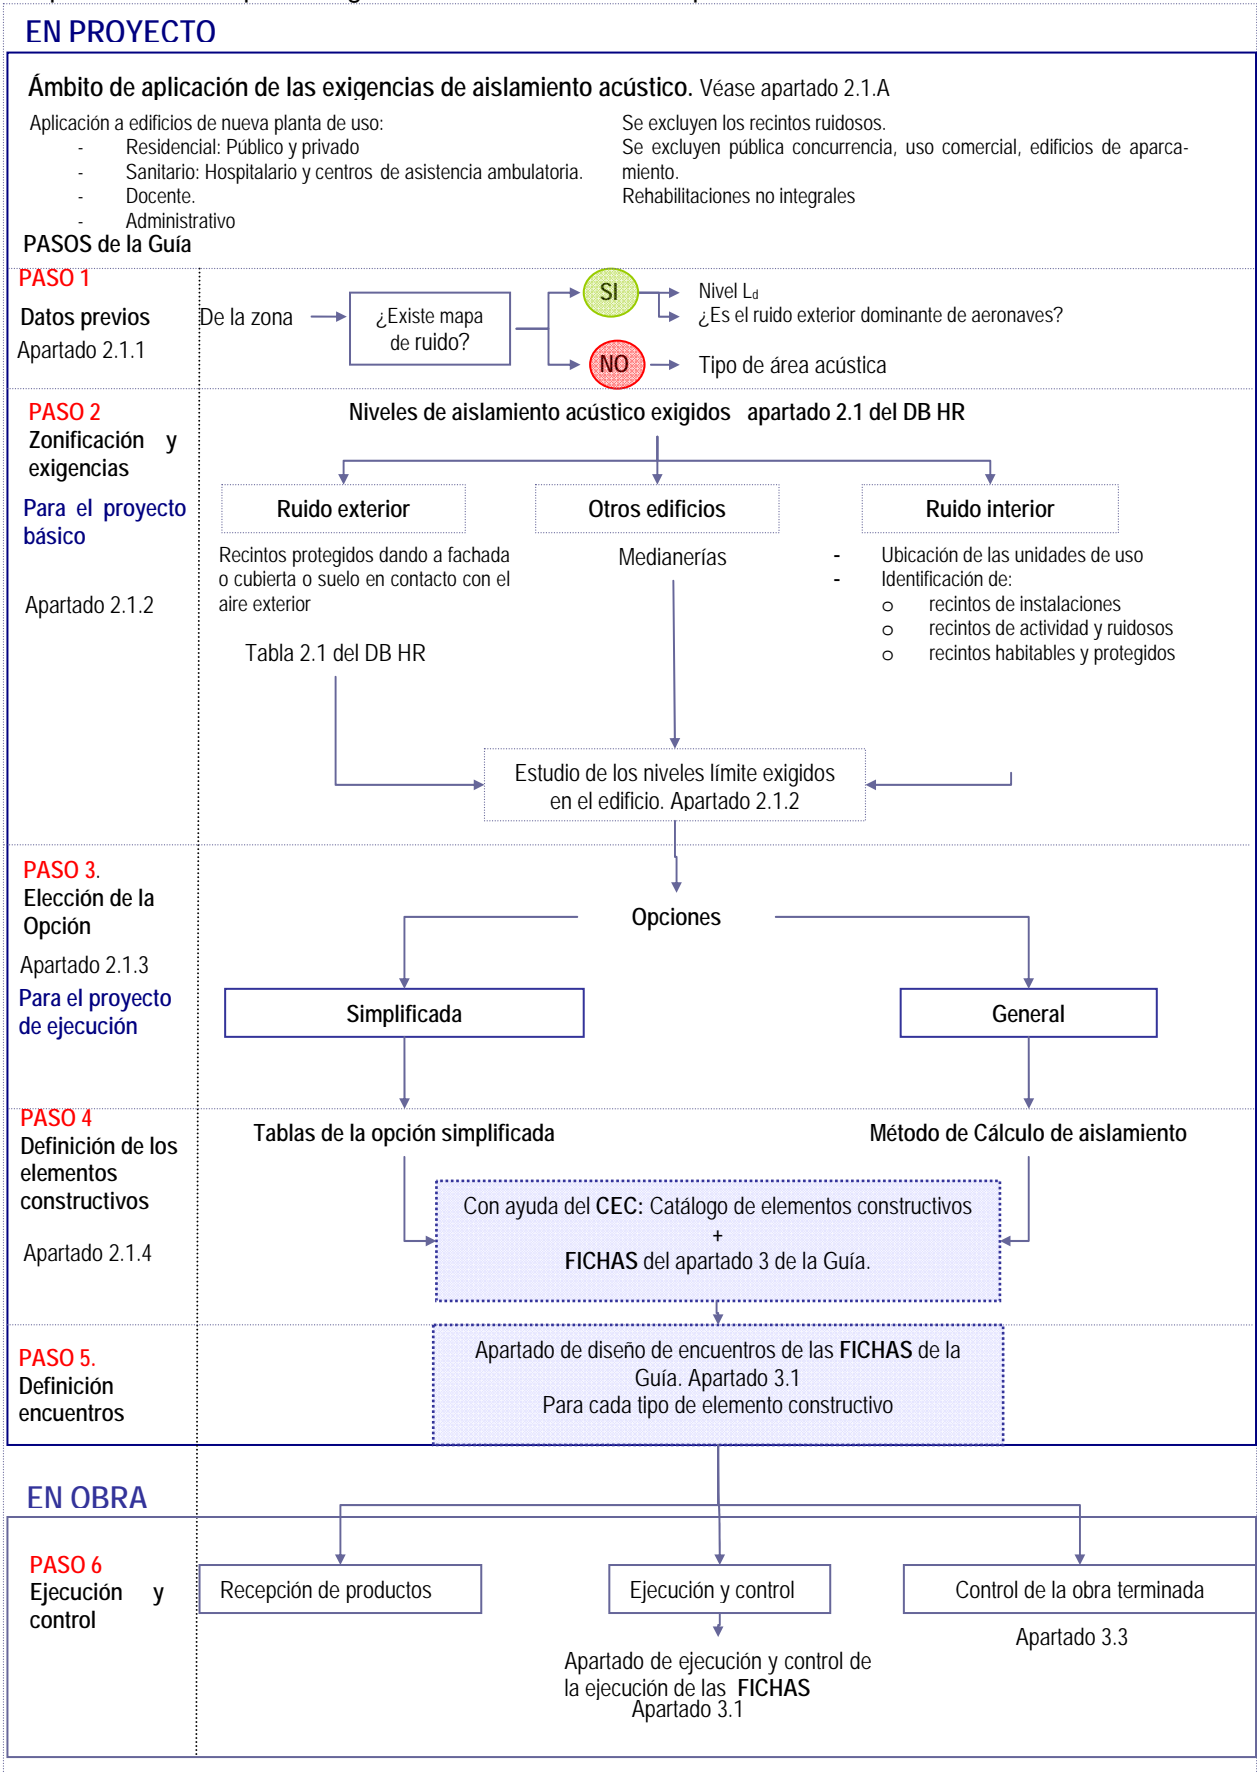 EN PROYECTO
Ámbito de aplicación de las exigencias de aislamiento acústico. Véase apartado 2.1.A
Aplicación a edificios de nueva planta de uso:
- Residencial: Público y privado
- Sanitario: Hospitalario y centros de asistencia ambulatoria.
- Docente.
- Administrativo
Se excluyen los recintos ruidosos.
Se excluyen pública concurrencia, uso comercial, edificios de aparca-
miento.
Rehabilitaciones no integrales
PASOS de la Guía
PASO 1
Datos previos
Apartado 2.1.1
De la zona
¿Existe mapa
de ruido?
SI
Nivel Ld
¿Es el ruido exterior dominante de aeronaves?
NO
Tipo de área acústica
PASO 2
Zonificación y
exigencias
Para el proyecto
básico
Apartado 2.1.2
Niveles de aislamiento acústico exigidos apartado 2.1 del DB HR
Ruido exterior
Recintos protegidos dando a fachada
o cubierta o suelo en contacto con el
aire exterior
Tabla 2.1 del DB HR
Otros edificios
Medianerías
Ruido interior
- Ubicación de las unidades de uso
- Identificación de:
o recintos de instalaciones
o recintos de actividad y ruidosos
o recintos habitables y protegidos
Estudio de los niveles límite exigidos
en el edificio. Apartado 2.1.2
PASO 3.
Elección de la
Opción
Apartado 2.1.3
Para el proyecto
de ejecución
Opciones
Simplificada
General
PASO 4
Definición de los
elementos
constructivos
Apartado 2.1.4
Tablas de la opción simplificada
Método de Cálculo de aislamiento
Con ayuda del CEC: Catálogo de elementos constructivos
+
FICHAS del apartado 3 de la Guía.
PASO 5.
Definición
encuentros
Apartado de diseño de encuentros de las FICHAS de la
Guía. Apartado 3.1
Para cada tipo de elemento constructivo
EN OBRA
PASO 6
Ejecución y
control
Recepción de productos
Ejecución y control
Apartado de ejecución y control de
la ejecución de las FICHAS
Apartado 3.1
Control de la obra terminada
Apartado 3.3